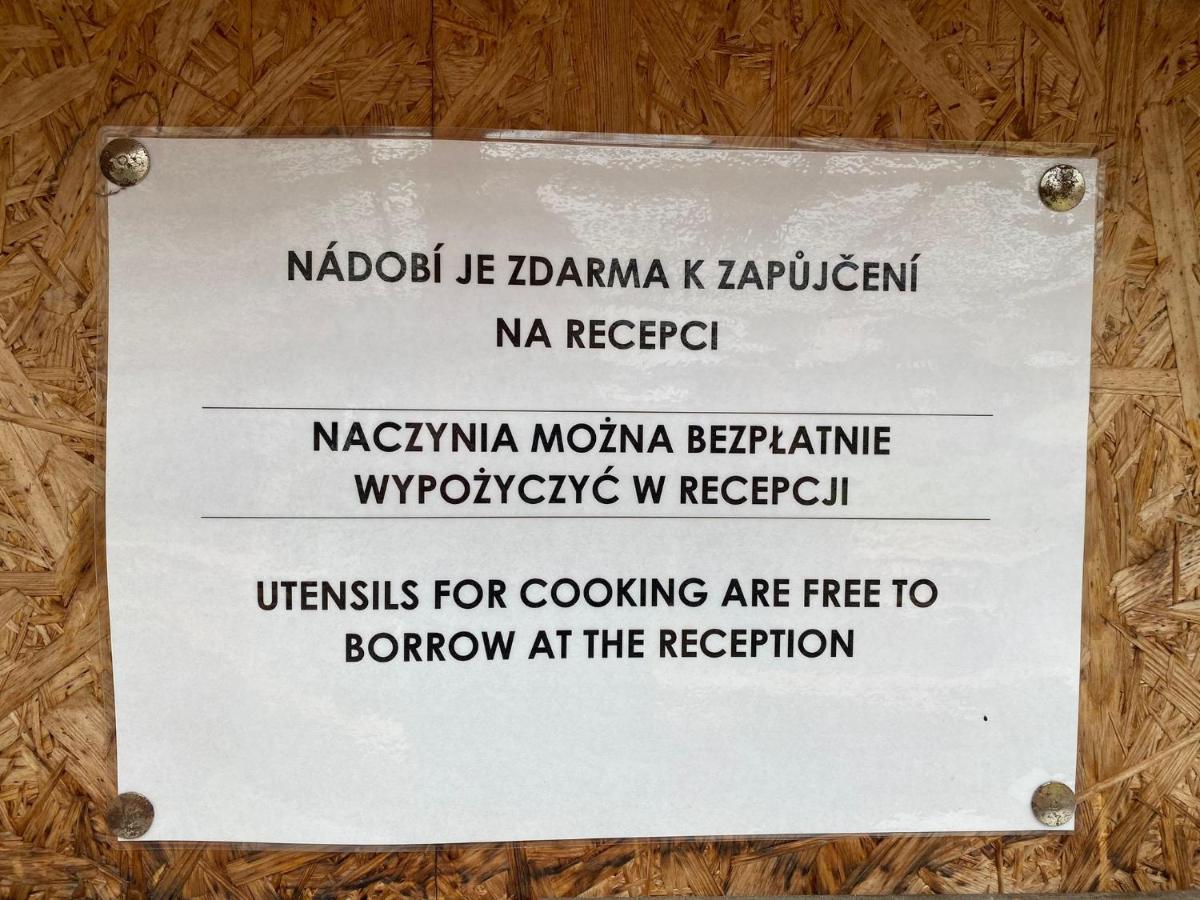 NÁDOBÍ JE ZDARMA K ZAPŮJČENÍ
NA RECEPCI
NACZYNIA MOŻNA BEZPŁATNIE
WYPOŻYCZYĆ W RECEPCJI
UTENSILS FOR COOKING ARE FREE TO
BORROW AT THE RECEPTION